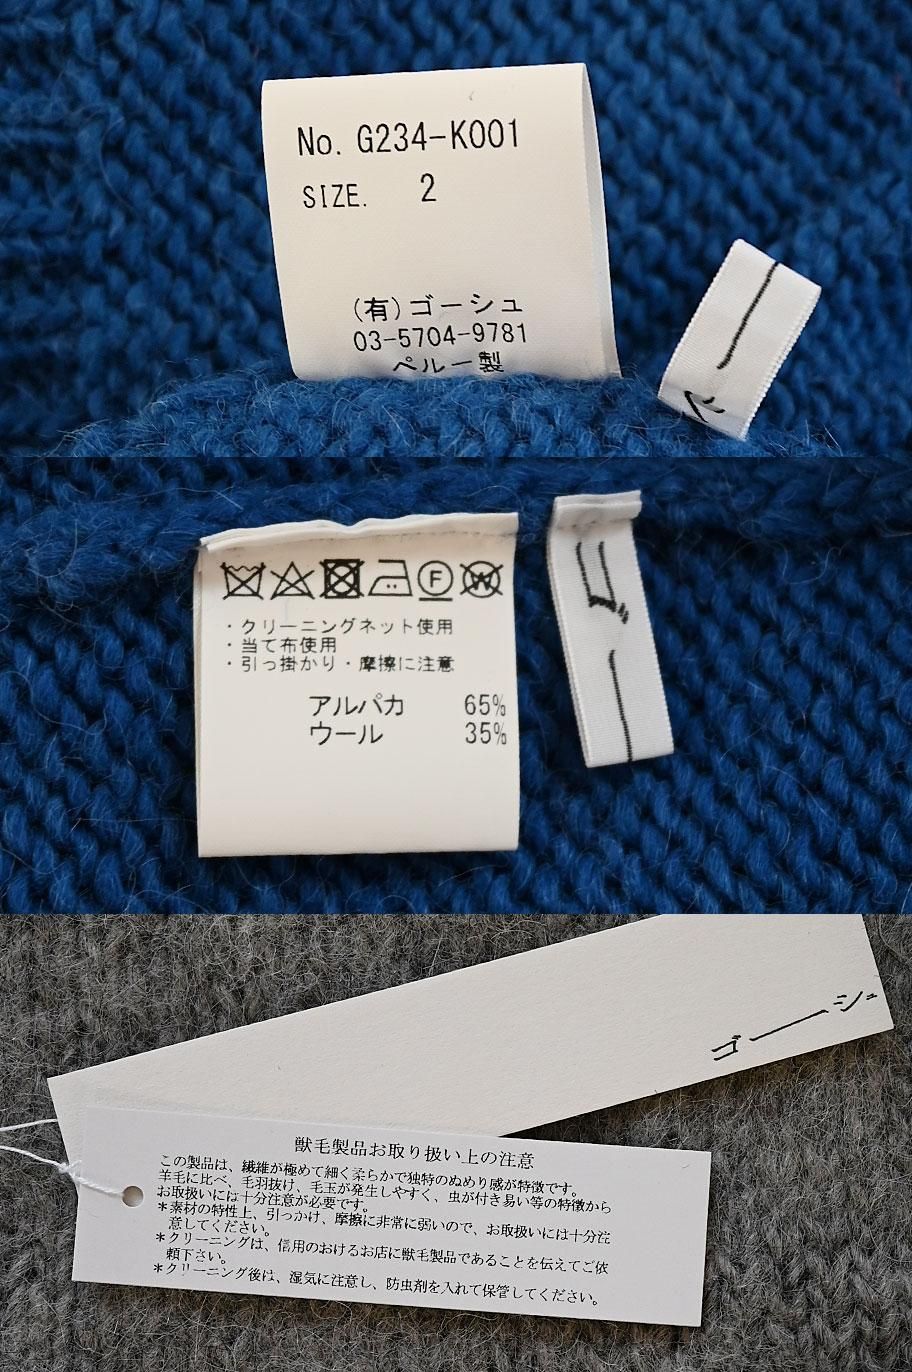 No. G234-K001
SIZE. 2
(有)ゴーシュ
03-5704-9781
ペルー製
W
F
・クリーニングネット使用
・当て布使用
・引っ掛かり・摩擦に注意
アルパカ 65%
ウール 35%
ゴーシュ
獣毛製品お取り扱い上の注意
この製品は、繊維が極めて細く柔らかで独特のぬめり感が特徴です。
羊毛に比べ、毛羽抜け、毛玉が発生しやすく、虫が付き易い等の特徴から
お取扱いには十分注意が必要です。
＊素材の特性上、引っかけ、摩擦に非常に弱いので、お取扱いには十分注
意してください。
＊クリーニングは、信用のおけるお店に獣毛製品であることを伝えてご依
頼下さい。
＊クリーニング後は、湿気に注意し、防虫剤を入れて保管してください。